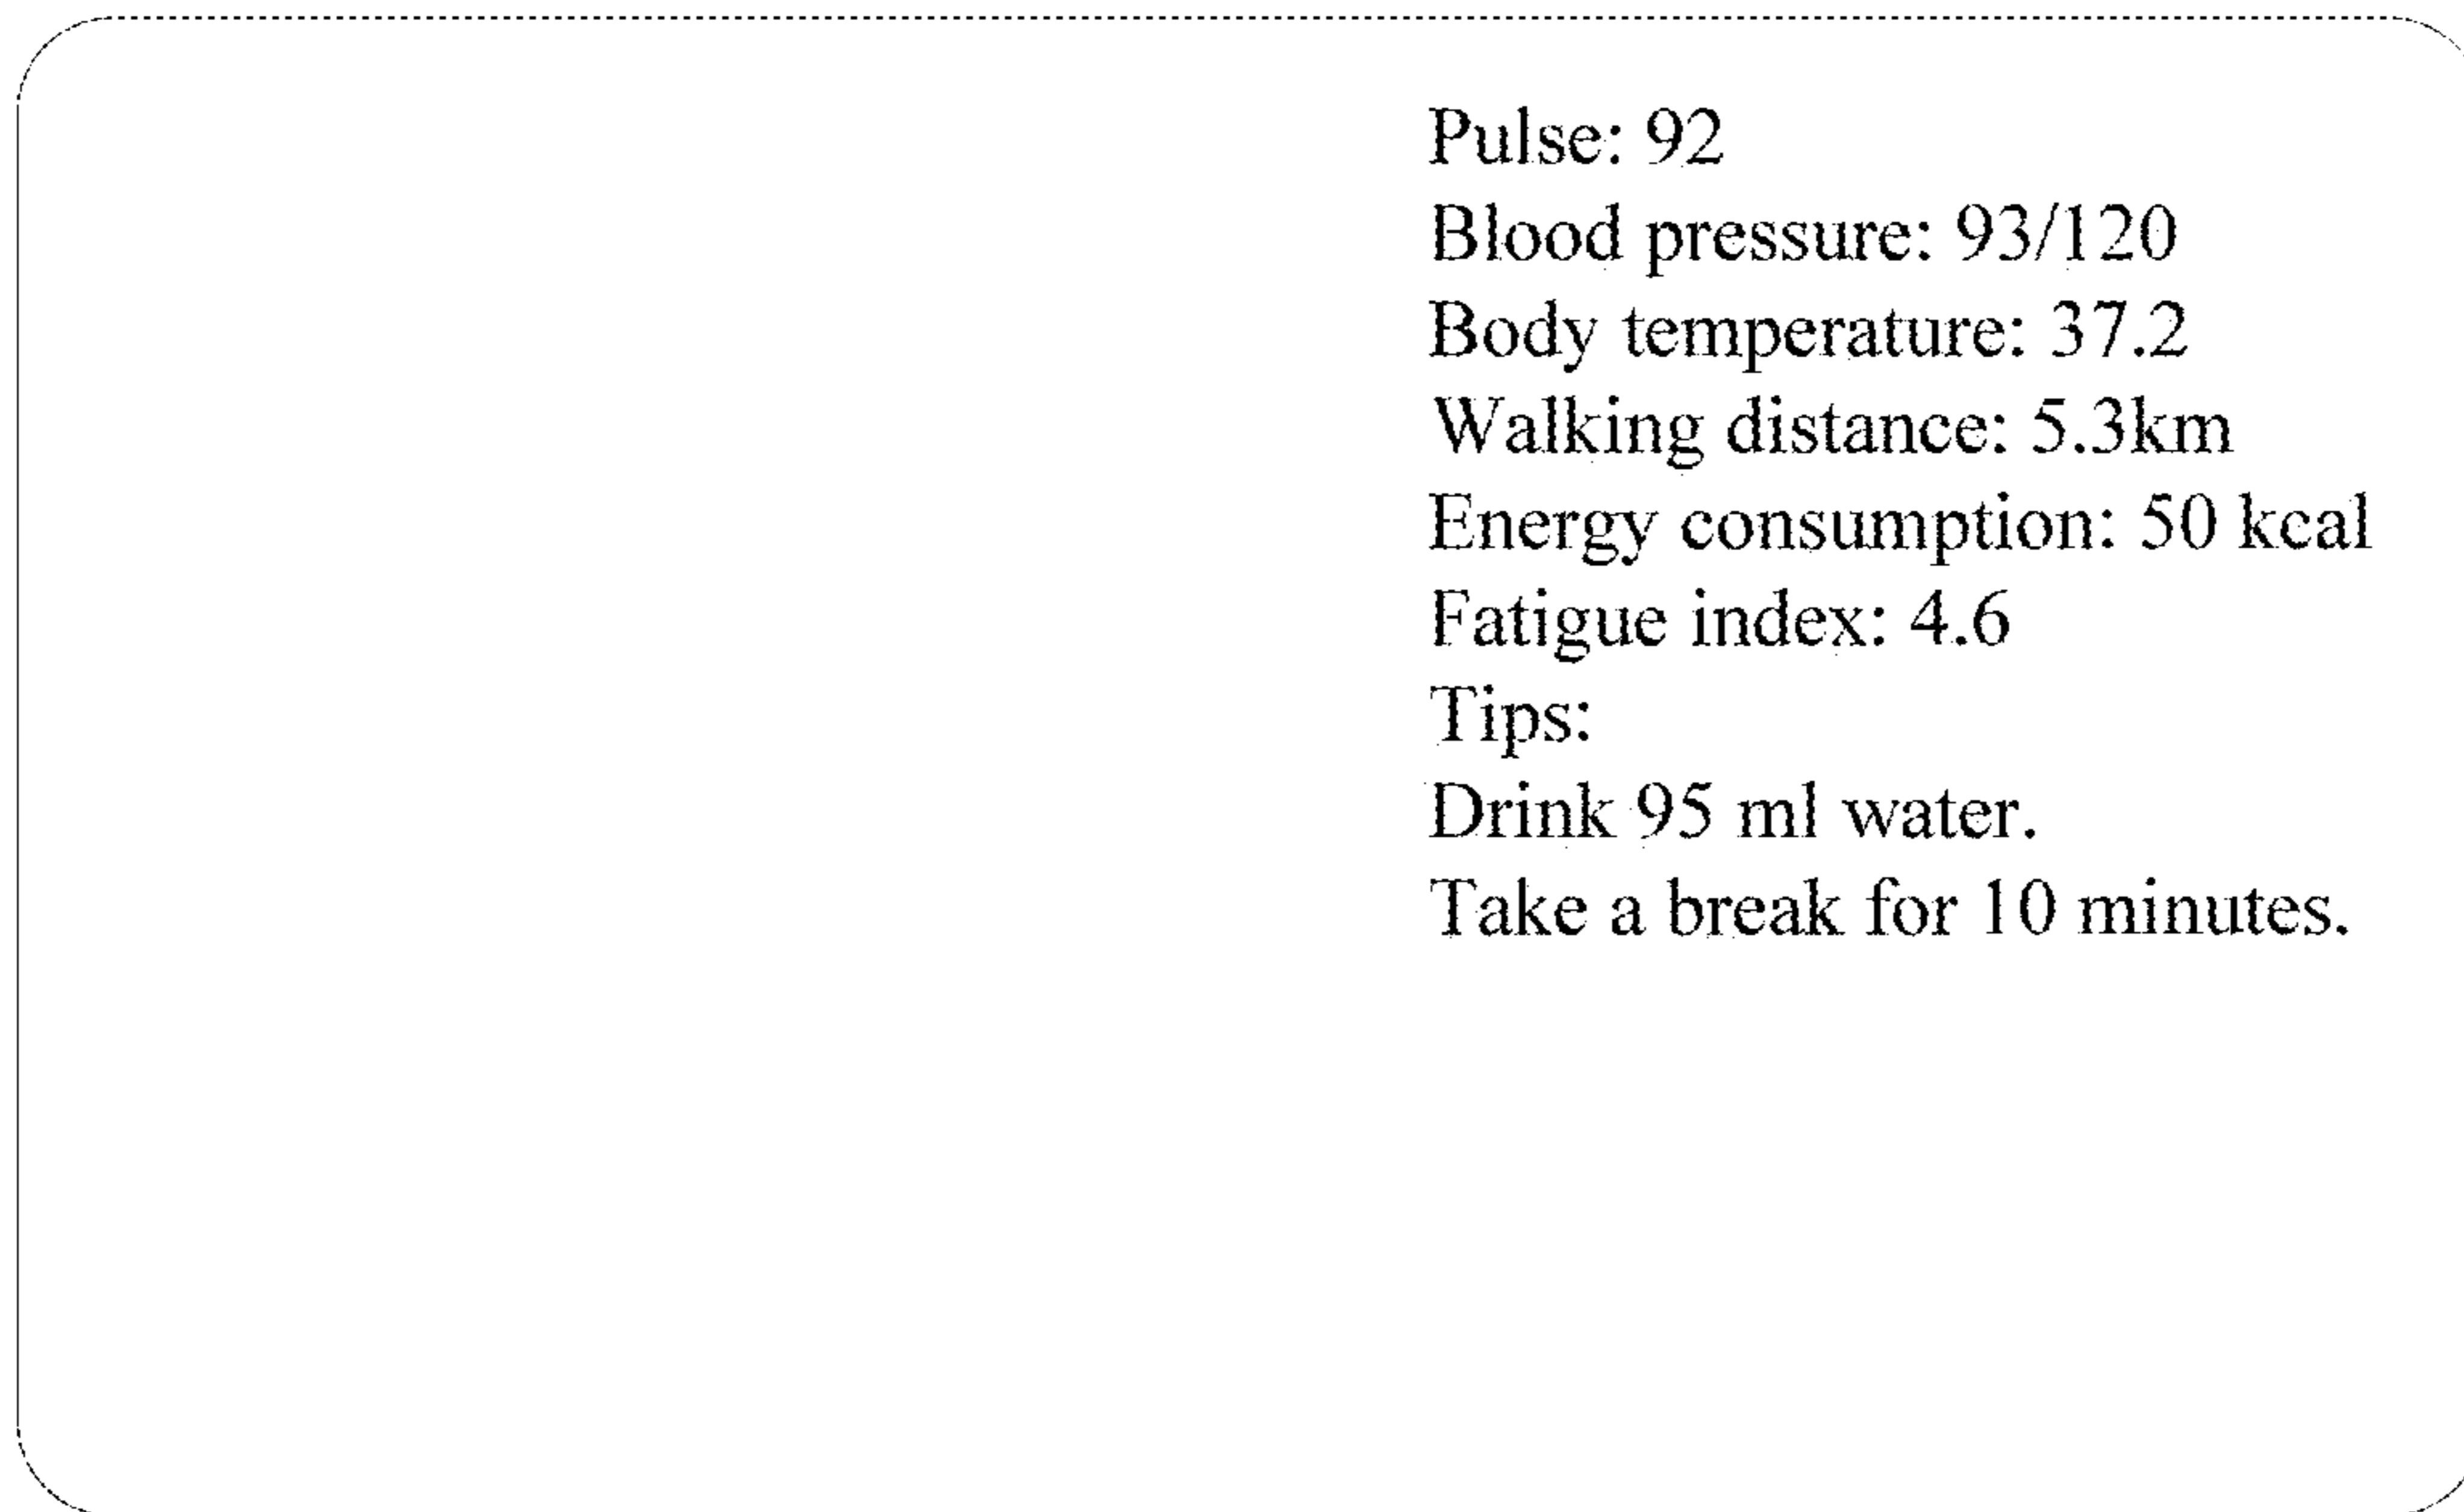 Pulse: 92
Blood pressure: 93/120
Body temperature: 37.2
Walking distance: 5.3km
Energy consumption: 50 kcal
Fatigue index: 4.6
Tips:
Drink 95 ml water.
Take a break for 10 minutes.